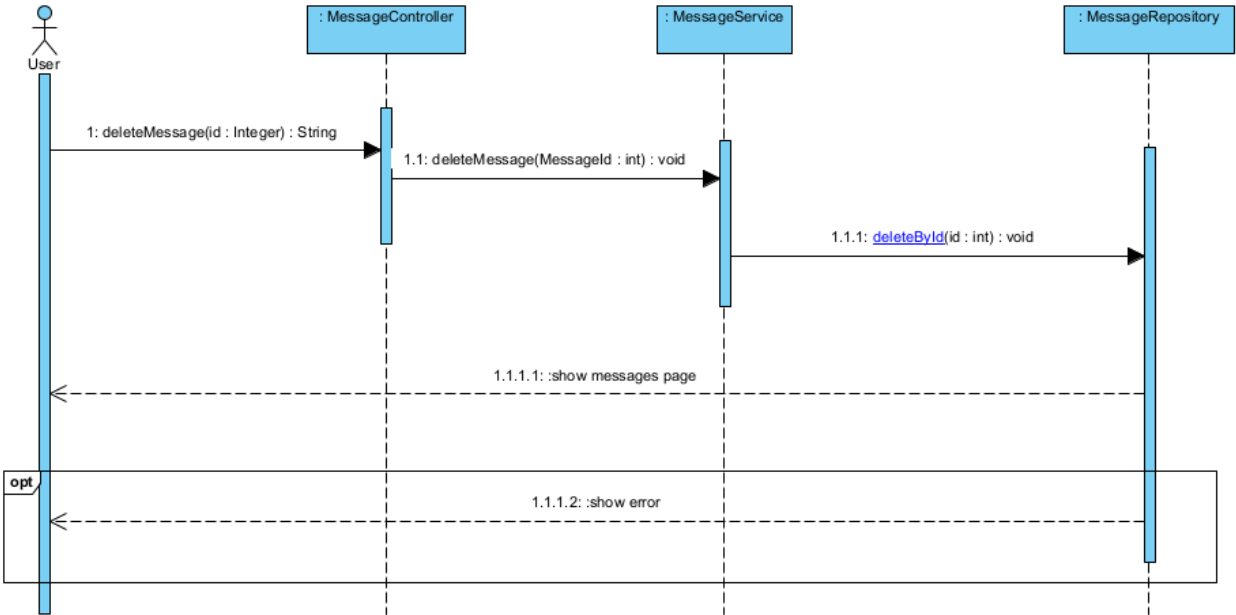 : MessageController
: MessageService
: MessageRepository
User
1: deleteMessage(id : Integer) : String
1.1: deleteMessage(MessageId : int) : void
1.1.1: deleteById(id : int) : void
1.1.1.1: :show messages page
opt
1.1.1.2: :show error